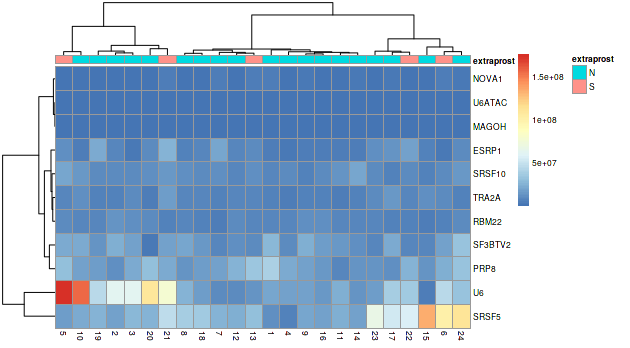 extraprost
NOVA1
U6ATAC
MAGOH
ESRP1
SRSF10
TRA2A
RBM22
SF3BTV2
PRP8
U6
SRSF5
5 10 19 2 3 20 21 8 18 7 12 13 1 4 9 16 11 14 23 17 22 15 6 24
1.5e+08
1e+08
5e+07
extraprost
N
S